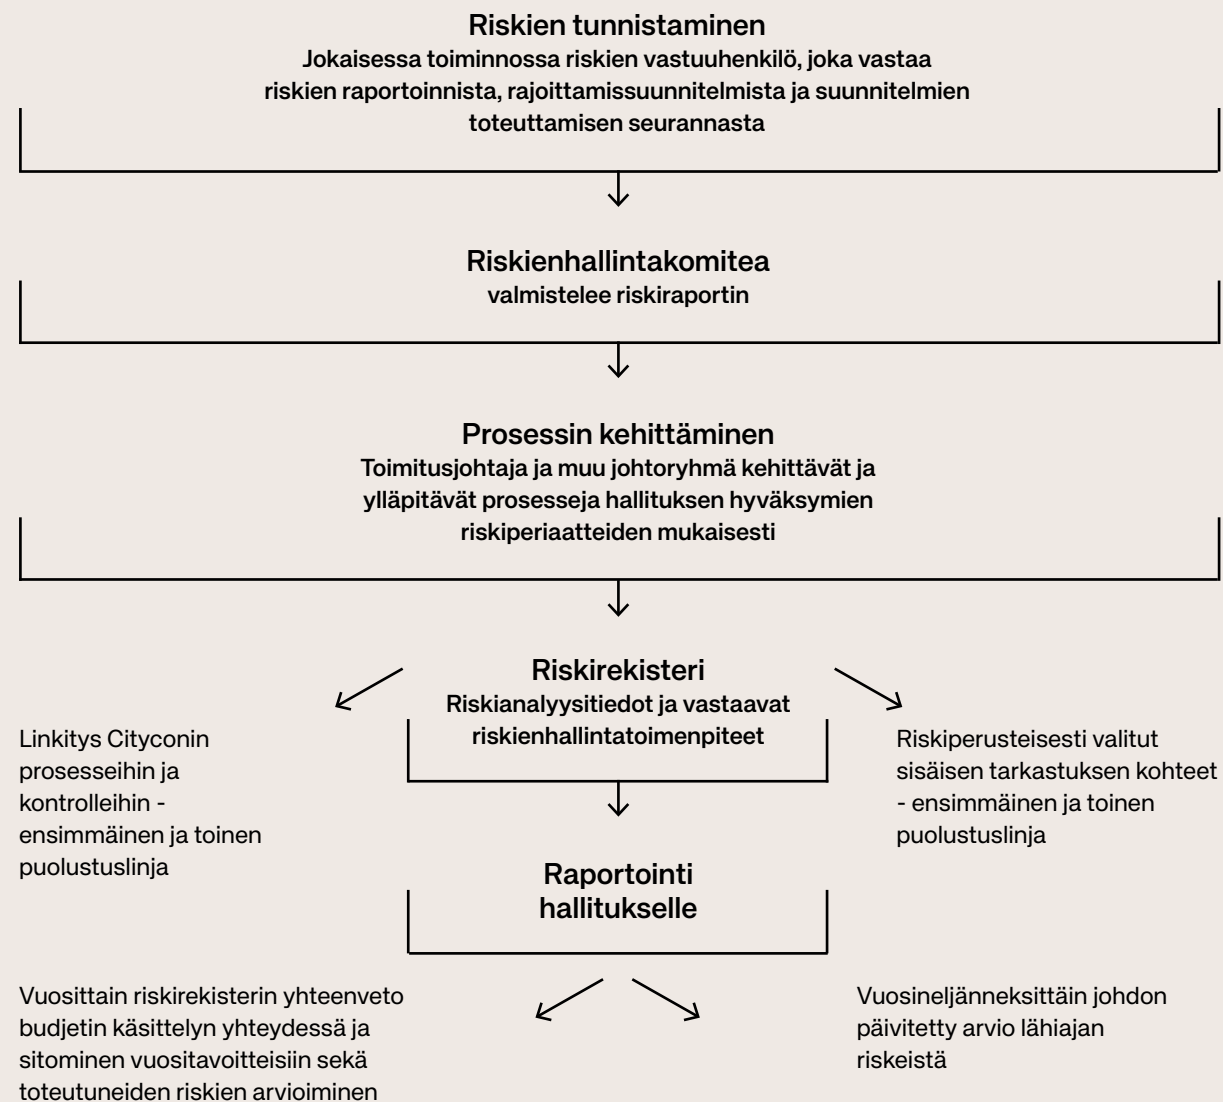 Riskien tunnistaminen
Jokaisessa toiminnossa riskien vastuuhenkilö, joka vastaa
riskien raportoinnista, rajoittamissuunnitelmista ja suunnitelmien
toteuttamisen seurannasta
Riskienhallintakomitea
valmistelee riskiraportin
Prosessin kehittäminen
Toimitusjohtaja ja muu johtoryhmä kehittävät ja
ylläpitävät prosesseja hallituksen hyväksymien
riskiperiaatteiden mukaisesti
Riskirekisteri
Riskianalyysitiedot ja vastaavat
riskienhallintatoimenpiteet
Linkitys Cityconin
prosesseihin ja
kontrolleihin -
ensimmäinen ja toinen
puolustuslinja
Riskiperusteisesti valitut
sisäisen tarkastuksen kohteet
- ensimmäinen ja toinen
puolustuslinja
Raportointi
hallitukselle
Vuosittain riskirekisterin yhteenveto
budjetin käsittelyn yhteydessä ja
sitominen vuositavoitteisiin sekä
toteutuneiden riskien arvioiminen
Vuosineljänneksittäin johdon
päivitetty arvio lähiajan
riskeistä